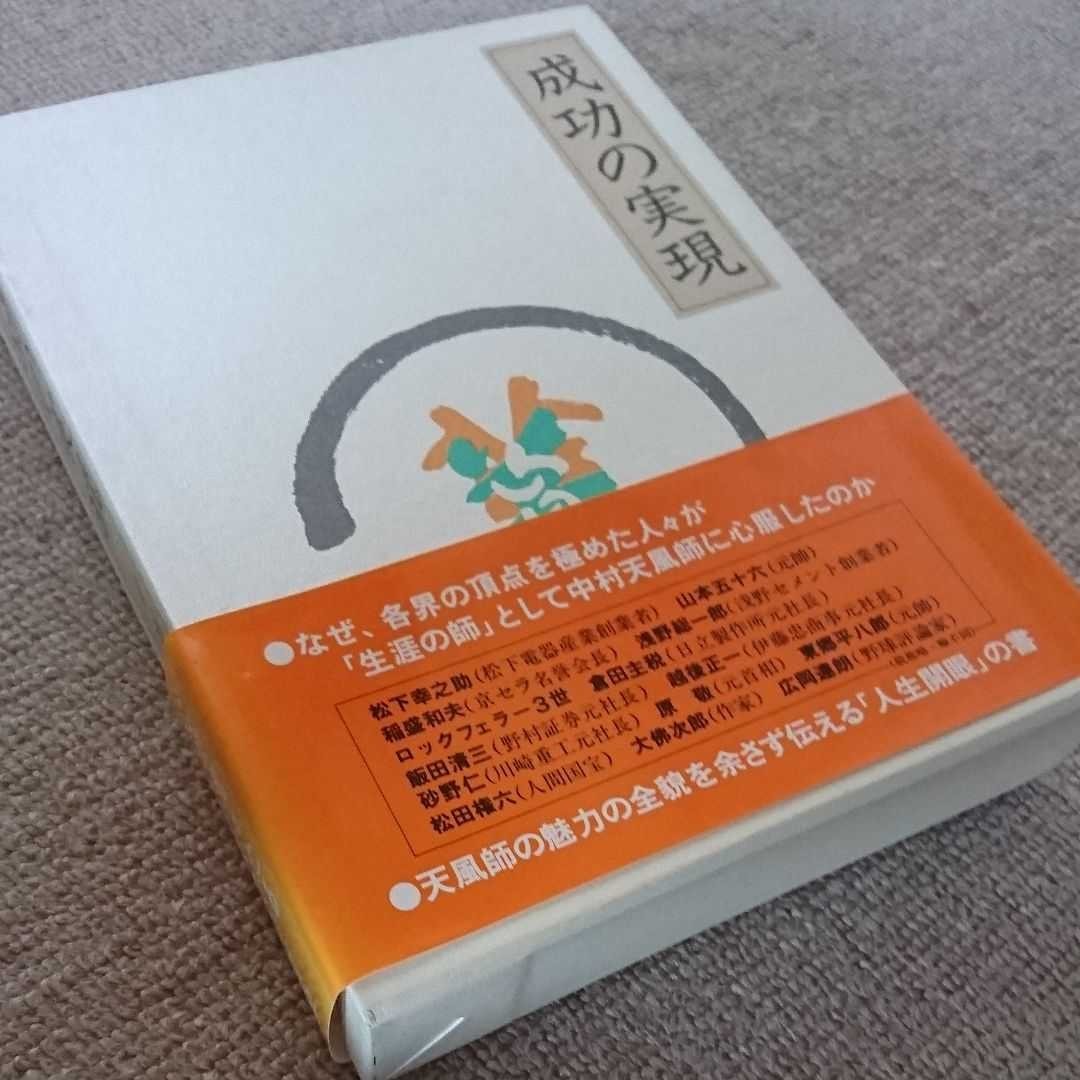 成功の実現
●なぜ、各界の頂点を極めた人々が
「生涯の師」として中村天風師に心服したのか
松下幸之助(松下電器産業創業者) 山本五十六(元帥)
稲盛和夫(京セラ名誉会長) 浅野総一郎(浅野セメント創業者)
ロックフェラー3世 倉田主税(日立製作所元社長)
飯田清三(野村証券元社長) 越後正一(伊藤忠商事元社長)
砂野仁(川崎重工元社長) 原敬(元首相) 東郷平八郎(元帥)
松田権六(人間国宝) 大佛次郎(作家) 広岡達朗(野球評論家)
●天風師の魅力の全貌を余さず伝える「人生開眼」の書